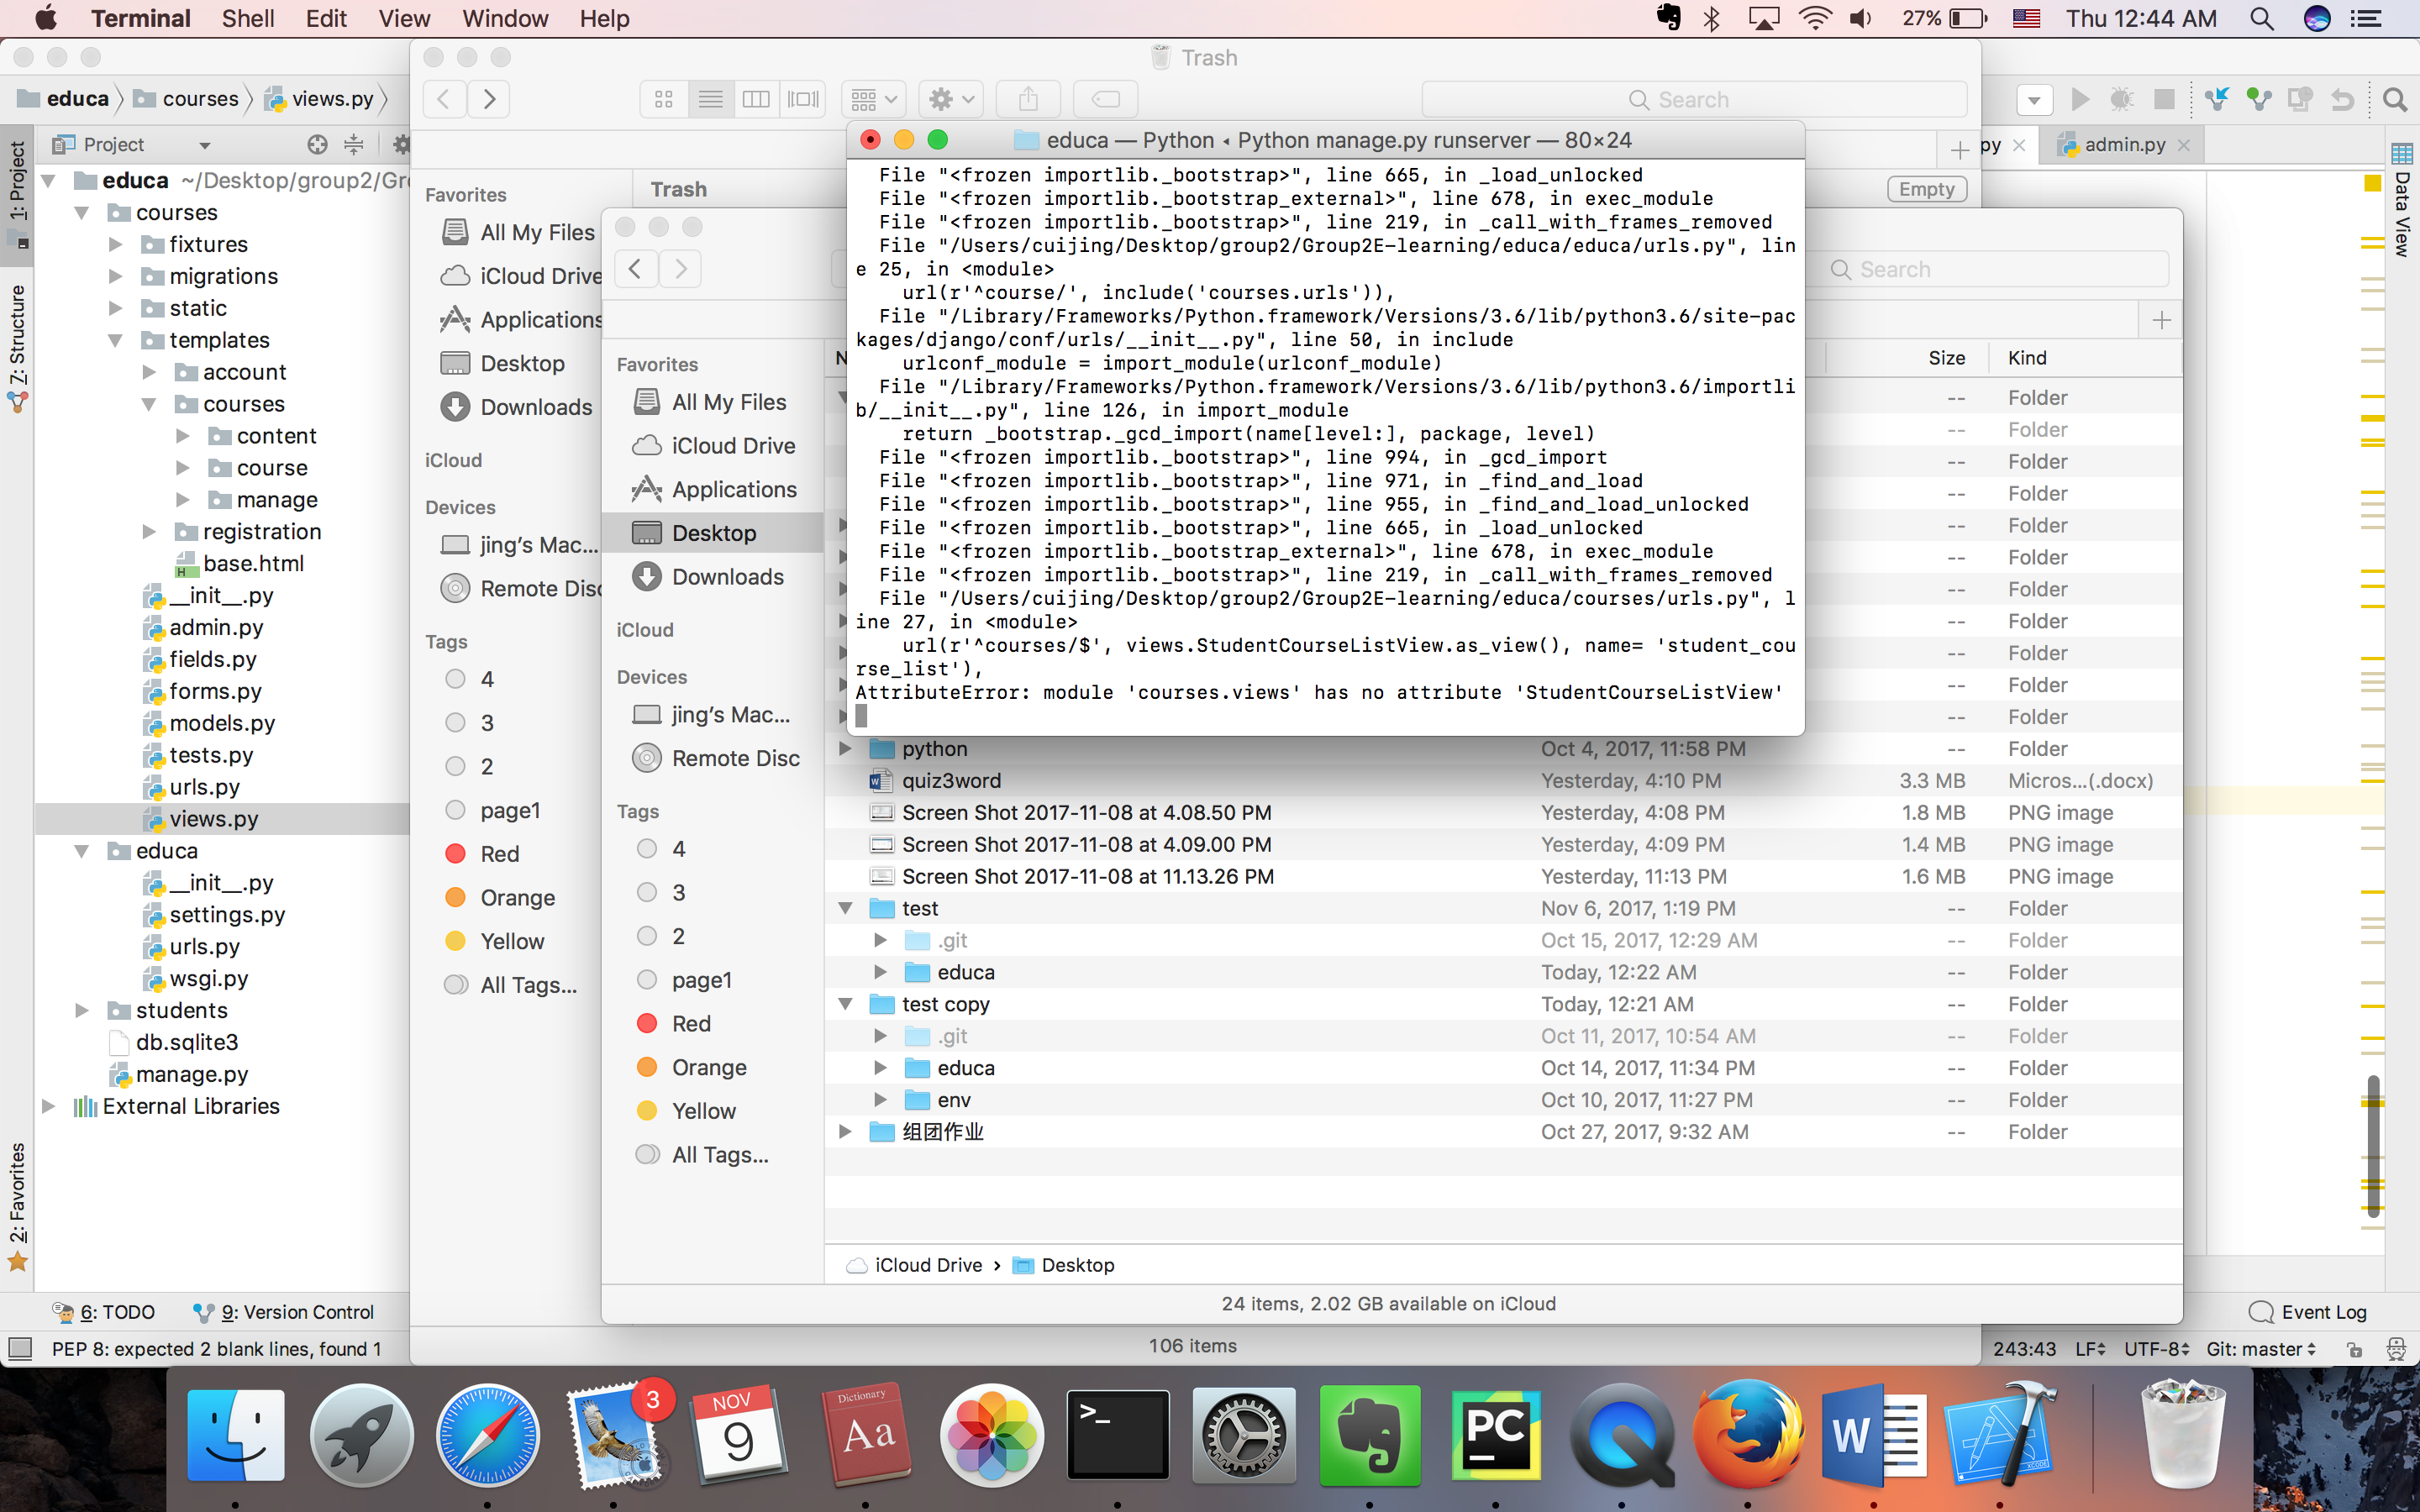 Terminal Shell Edit View Window Help
27% Thu 12:44 AM
Trash
educa courses views.py
Search
Project
py admin.py
educa — Python ◂ Python manage.py runserver — 80×24
1: Project
7: Structure
2: Favorites
Data View
educa ~/Desktop/group2/Gr
courses
fixtures
migrations
static
templates
account
courses
content
course
manage
registration
base.html
__init__.py
admin.py
fields.py
forms.py
models.py
tests.py
urls.py
views.py
educa
__init__.py
settings.py
urls.py
wsgi.py
students
db.sqlite3
manage.py
External Libraries
Trash
Empty
Favorites
All My Files
iCloud Drive
Applications
Desktop
Downloads
iCloud
Devices
jing's Mac...
Remote Disc
Tags
4
3
2
page1
Red
Orange
Yellow
All Tags...
Search
Favorites
All My Files
iCloud Drive
Applications
Desktop
Downloads
iCloud
Devices
jing's Mac...
Remote Disc
Tags
4
3
2
page1
Red
Orange
Yellow
All Tags...
File "<frozen importlib._bootstrap>", line 665, in _load_unlocked
File "<frozen importlib._bootstrap_external>", line 678, in exec_module
File "<frozen importlib._bootstrap>", line 219, in _call_with_frames_removed
File "/Users/cuijing/Desktop/group2/Group2E-learning/educa/educa/urls.py", lin
e 25, in <module>
url(r'^course/', include('courses.urls')),
File "/Library/Frameworks/Python.framework/Versions/3.6/lib/python3.6/site-pac
kages/django/conf/urls/__init__.py", line 50, in include
urlconf_module = import_module(urlconf_module)
File "/Library/Frameworks/Python.framework/Versions/3.6/lib/python3.6/importli
b/__init__.py", line 126, in import_module
return _bootstrap._gcd_import(name[level:], package, level)
File "<frozen importlib._bootstrap>", line 994, in _gcd_import
File "<frozen importlib._bootstrap>", line 971, in _find_and_load
File "<frozen importlib._bootstrap>", line 955, in _find_and_load_unlocked
File "<frozen importlib._bootstrap>", line 665, in _load_unlocked
File "<frozen importlib._bootstrap_external>", line 678, in exec_module
File "<frozen importlib._bootstrap>", line 219, in _call_with_frames_removed
File "/Users/cuijing/Desktop/group2/Group2E-learning/educa/courses/urls.py", l
ine 27, in <module>
url(r'^courses/$', views.StudentCourseListView.as_view(), name= 'student_cou
rse_list'),
AttributeError: module 'courses.views' has no attribute 'StudentCourseListView'
N Size Kind
-- Folder
-- Folder
-- Folder
-- Folder
-- Folder
-- Folder
-- Folder
-- Folder
-- Folder
-- Folder
-- Folder
python Oct 4, 2017, 11:58 PM -- Folder
quiz3word Yesterday, 4:10 PM 3.3 MB Micros...(.docx)
Screen Shot 2017-11-08 at 4.08.50 PM Yesterday, 4:08 PM 1.8 MB PNG image
Screen Shot 2017-11-08 at 4.09.00 PM Yesterday, 4:09 PM 1.4 MB PNG image
Screen Shot 2017-11-08 at 11.13.26 PM Yesterday, 11:13 PM 1.6 MB PNG image
test Nov 6, 2017, 1:19 PM -- Folder
.git Oct 15, 2017, 12:29 AM -- Folder
educa Today, 12:22 AM -- Folder
test copy Today, 12:21 AM -- Folder
.git Oct 11, 2017, 10:54 AM -- Folder
educa Oct 14, 2017, 11:34 PM -- Folder
env Oct 10, 2017, 11:27 PM -- Folder
组团作业 Oct 27, 2017, 9:32 AM -- Folder
iCloud Drive › Desktop
24 items, 2.02 GB available on iCloud
106 items
6: TODO 9: Version Control
Event Log
PEP 8: expected 2 blank lines, found 1
243:43 LF UTF-8 Git: master
3
NOV
9
Dictionary
Aa
>_
PC
W